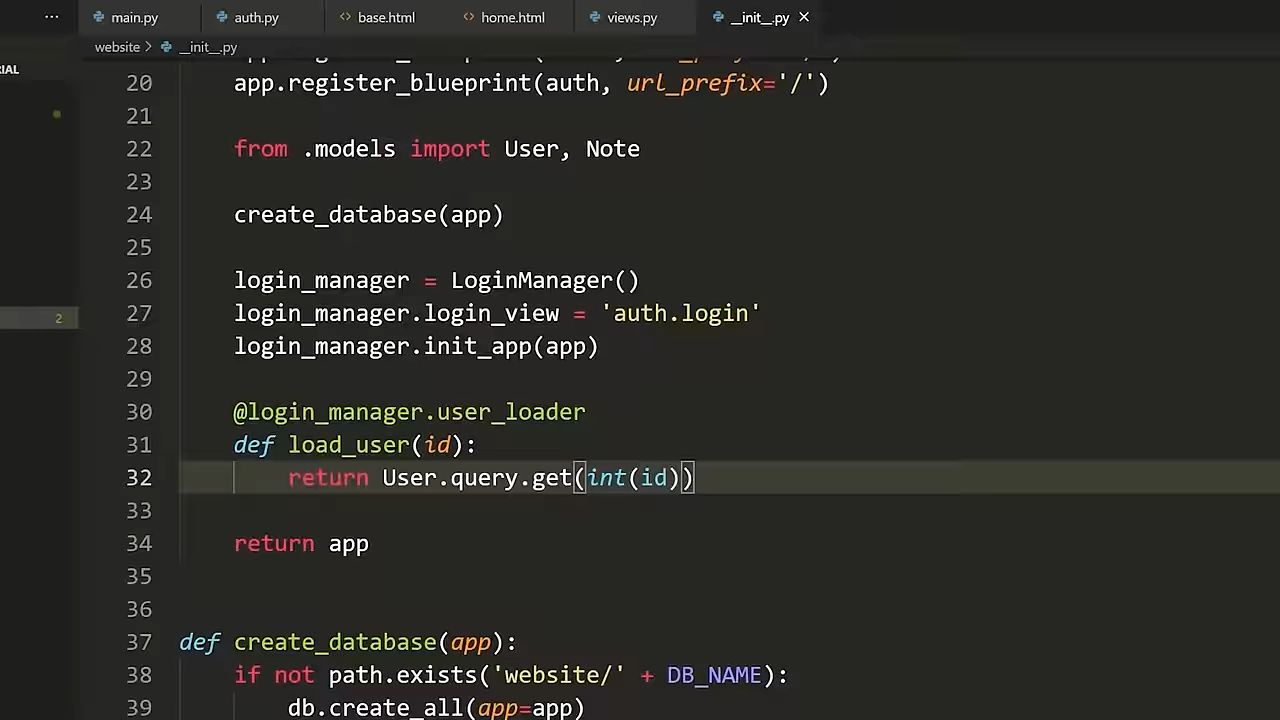 ··· main.py auth.py <> base.html <> home.html views.py __init__.py ×
website > __init__.py
IAL
20 app.register_blueprint(auth, url_prefix='/')
21
22 from .models import User, Note
23
24 create_database(app)
25
26 login_manager = LoginManager()
27 login_manager.login_view = 'auth.login'
2
28 login_manager.init_app(app)
29
30 @login_manager.user_loader
31 def load_user(id):
32 return User.query.get(int(id))
33
34 return app
35
36
37 def create_database(app):
38 if not path.exists('website/' + DB_NAME):
39 db.create_all(app=app)